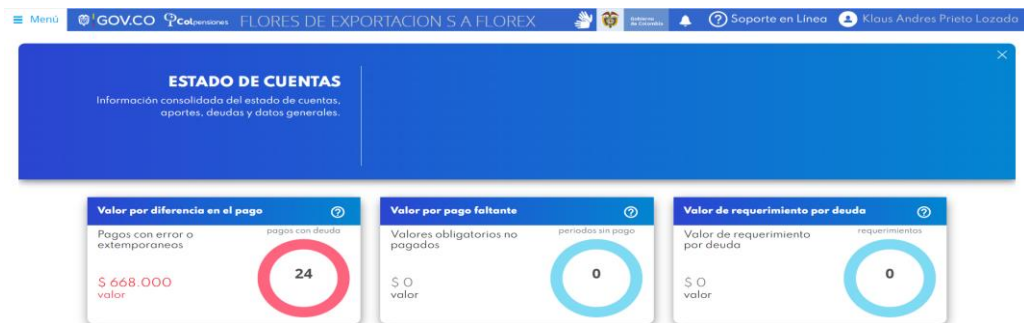 Menú GOV.CO Colpensiones FLORES DE EXPORTACION S A FLOREX Gobierno de Colombia Soporte en Línea Klaus Andres Prieto Lozada
ESTADO DE CUENTAS
Información consolidada del estado de cuentas,
aportes, deudas y datos generales.
Valor por diferencia en el pago
pagos con deuda
Pagos con error o
extemporaneos
24
$ 668.000
valor
Valor por pago faltante
periodos sin pago
Valores obligatorios no
pagados
0
$ 0
valor
Valor de requerimiento por deuda
requerimientos
Valor de requerimiento
por deuda
0
$ 0
valor